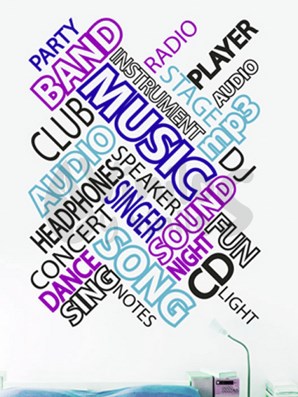 PARTY
BAND
RADIO
PLAYER
INSTRUMENT
STAGE
AUDIO
MUSIC
mp3
CLUB
DJ
AUDIO
SPEAKER
HEADPHONES
SINGER
SOUND
FUN
CONCERT
NIGHT
DANCE
SONG
CD
SING
NOTES
LIGHT